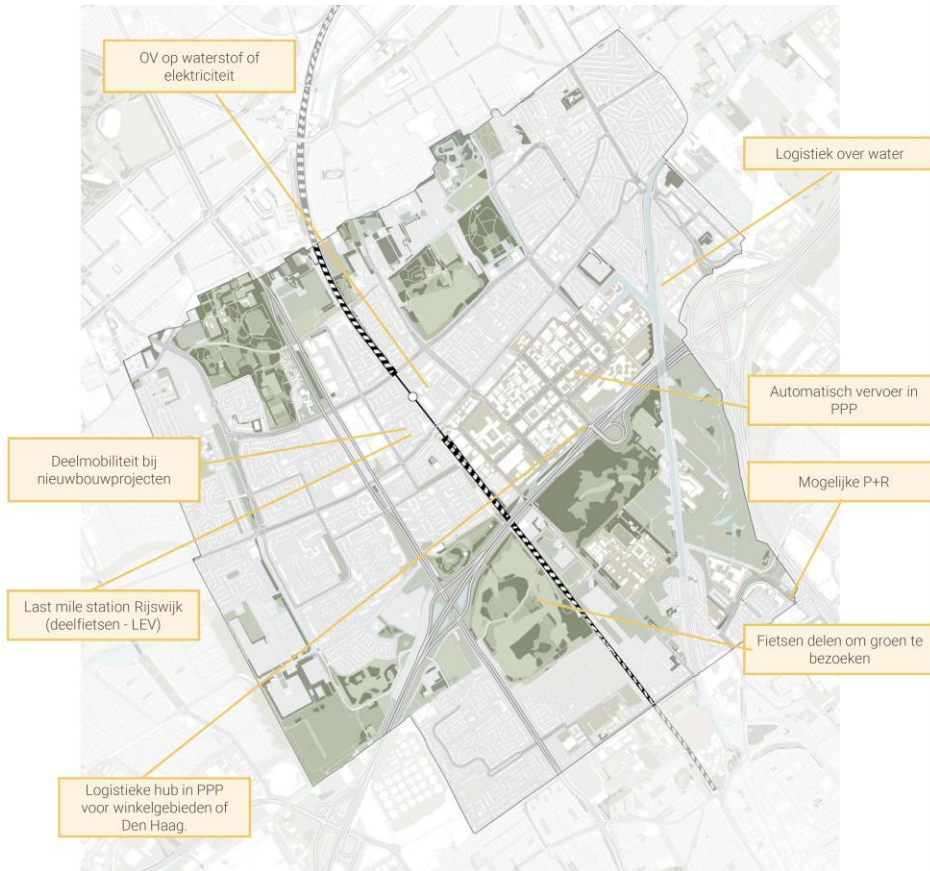 OV op waterstof of
elektriciteit
Logistiek over water
Automatisch vervoer in
PPP
Deelmobiliteit bij
nieuwbouwprojecten
Mogelijke P+R
Last mile station Rijswijk
(deelfietsen - LEV)
Fietsen delen om groen te
bezoeken
Logistieke hub in PPP
voor winkelgebieden of
Den Haag.